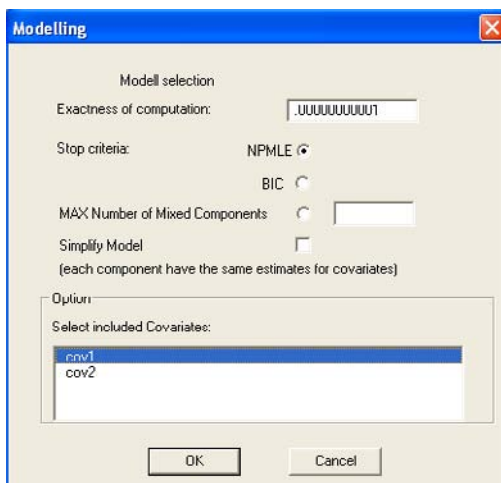 Modelling
Modell selection
Exactness of computation: .00000000001
Stop criteria: NPMLE
BIC
MAX Number of Mixed Components
Simplify Model
(each component have the same estimates for covariates)
Option
Select included Covariates:
cov1
cov2
OK Cancel